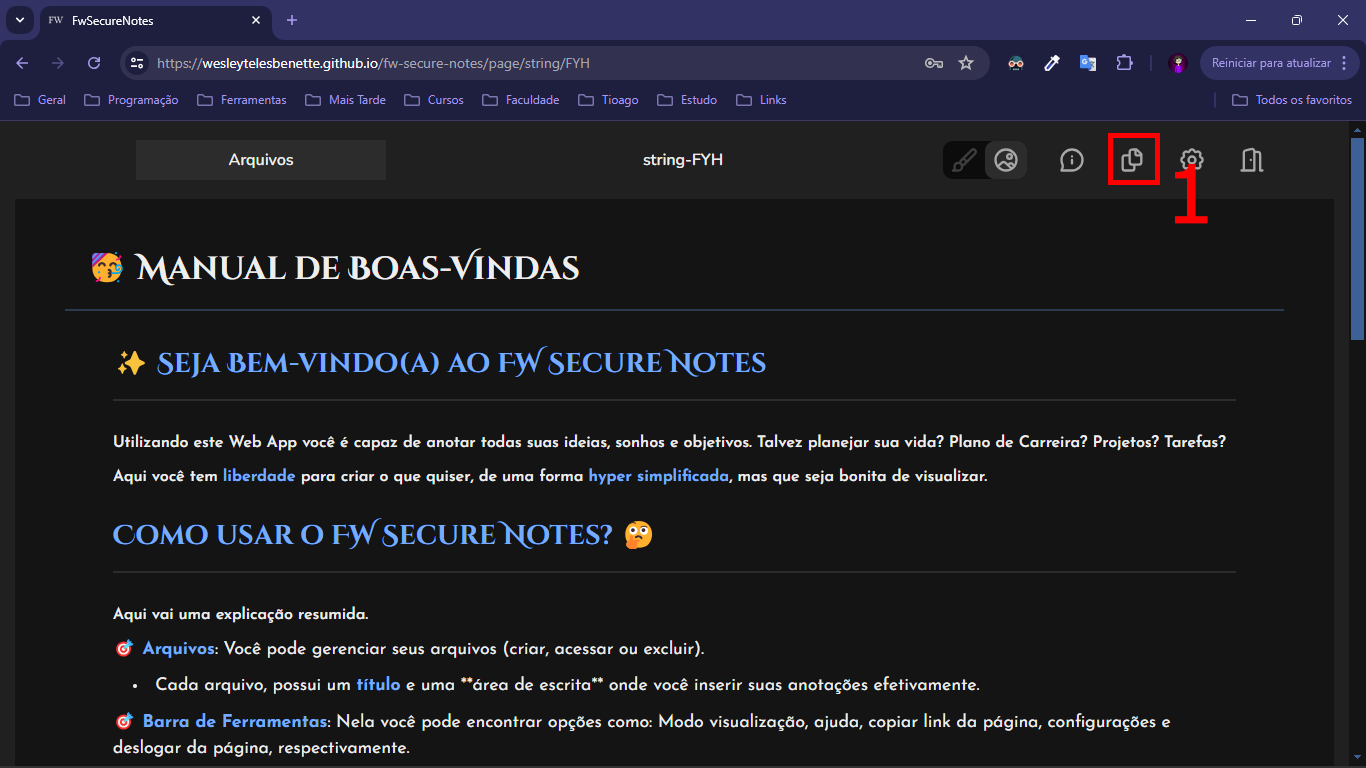 FW FwSecureNotes
https://wesleytelesbenette.github.io/fw-secure-notes/page/string/FYH
Reiniciar para atualizar
Geral Programação Ferramentas Mais Tarde Cursos Faculdade Tioago Estudo Links Todos os favoritos
Arquivos string-FYH
1
🥳 Manual de Boas-Vindas
✨ Seja Bem-vindo(a) ao FW Secure Notes
Utilizando este Web App você é capaz de anotar todas suas ideias, sonhos e objetivos. Talvez planejar sua vida? Plano de Carreira? Projetos? Tarefas?
Aqui você tem liberdade para criar o que quiser, de uma forma hyper simplificada, mas que seja bonita de visualizar.
Como usar o FW Secure Notes? 🤔
Aqui vai uma explicação resumida.
🎯 Arquivos: Você pode gerenciar seus arquivos (criar, acessar ou excluir).
• Cada arquivo, possui um título e uma **área de escrita** onde você inserir suas anotações efetivamente.
🎯 Barra de Ferramentas: Nela você pode encontrar opções como: Modo visualização, ajuda, copiar link da página, configurações e
deslogar da página, respectivamente.